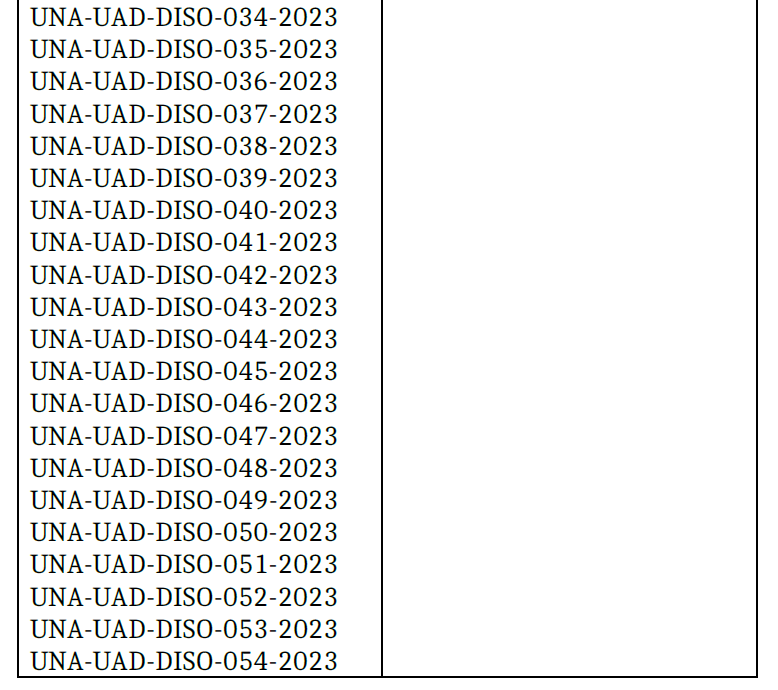 UNA-UAD-DISO-034-2023
UNA-UAD-DISO-035-2023
UNA-UAD-DISO-036-2023
UNA-UAD-DISO-037-2023
UNA-UAD-DISO-038-2023
UNA-UAD-DISO-039-2023
UNA-UAD-DISO-040-2023
UNA-UAD-DISO-041-2023
UNA-UAD-DISO-042-2023
UNA-UAD-DISO-043-2023
UNA-UAD-DISO-044-2023
UNA-UAD-DISO-045-2023
UNA-UAD-DISO-046-2023
UNA-UAD-DISO-047-2023
UNA-UAD-DISO-048-2023
UNA-UAD-DISO-049-2023
UNA-UAD-DISO-050-2023
UNA-UAD-DISO-051-2023
UNA-UAD-DISO-052-2023
UNA-UAD-DISO-053-2023
UNA-UAD-DISO-054-2023